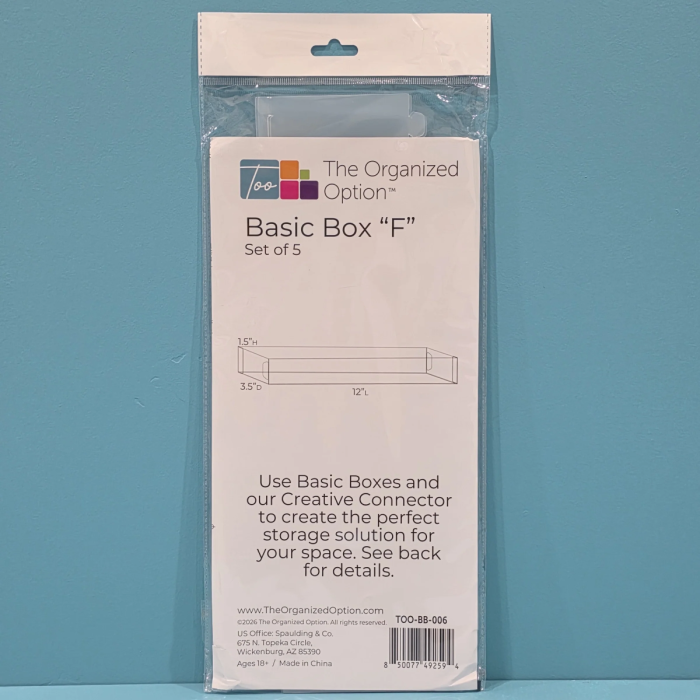 Too
The Organized
Option™
Basic Box “F”
Set of 5
1.5"H
3.5"D
12"L
Use Basic Boxes and
our Creative Connector
to create the perfect
storage solution for
your space. See back
for details.
www.TheOrganizedOption.com
©2026 The Organized Option. All rights reserved.
US Office: Spaulding & Co.
675 N. Topeka Circle,
Wickenburg, AZ 85390
Ages 18+ / Made in China
TOO-BB-006
8 50077 49259 4